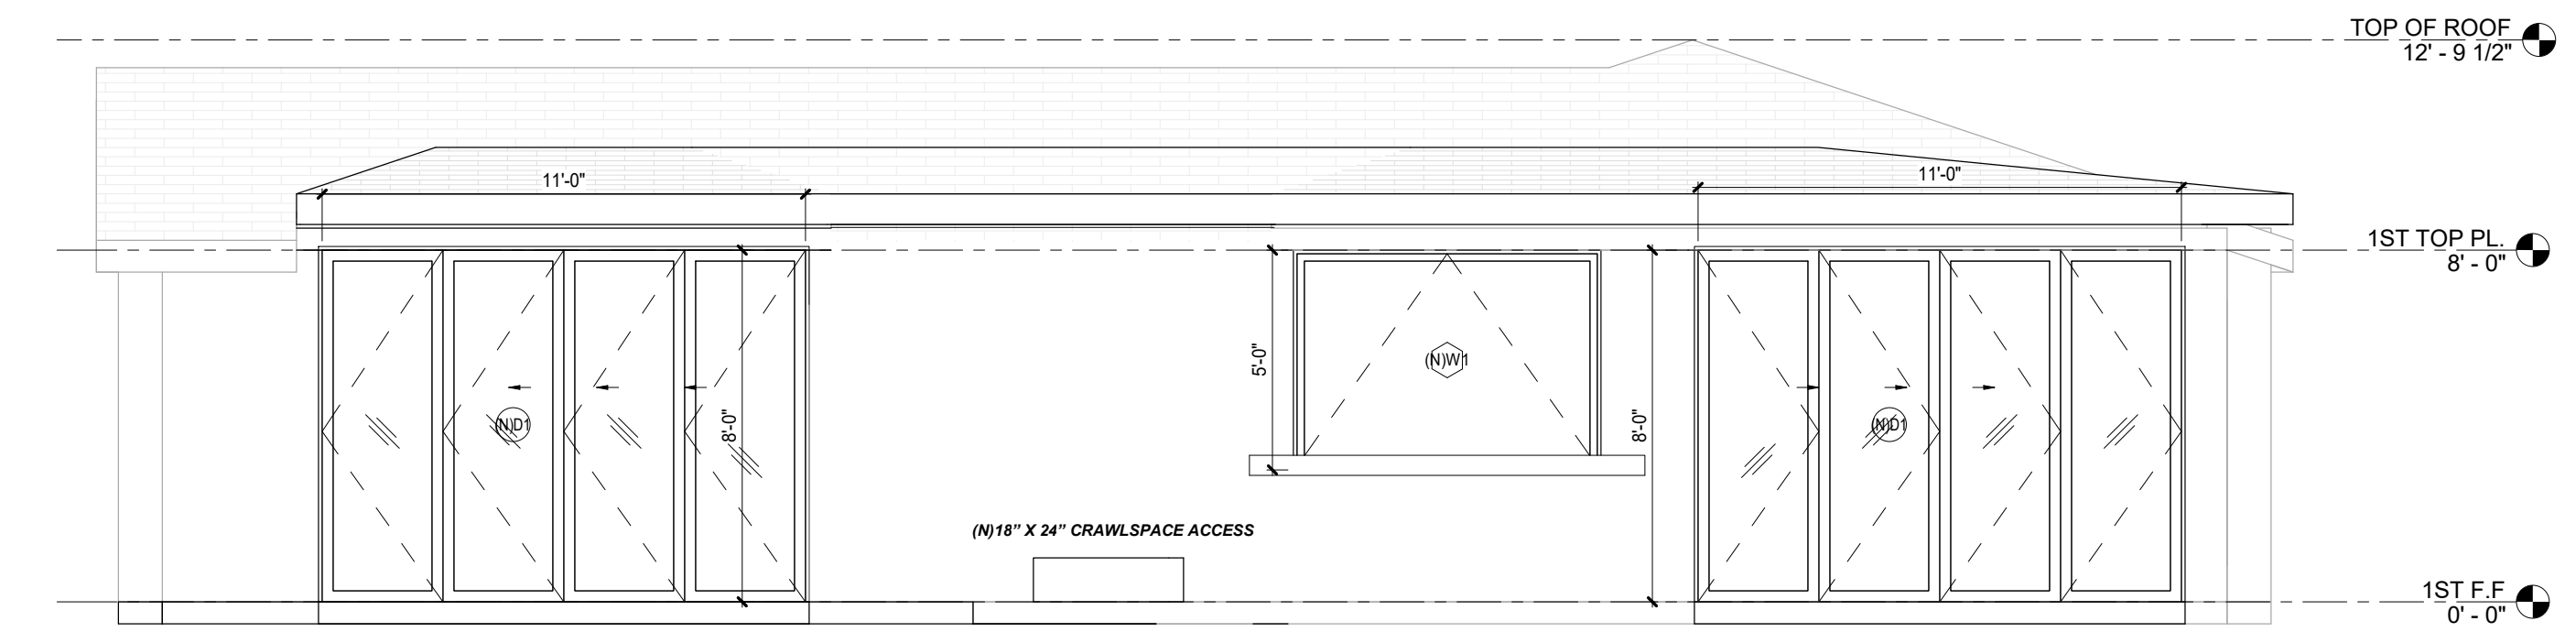 TOP OF ROOF
12' - 9 1/2"
11'-0"
11'-0"
1ST TOP PL.
8' - 0"
5'-0"
(N)W1
8'-0"
(N)D1
8'-0"
(N)D1
(N)18” X 24” CRAWLSPACE ACCESS
1ST F.F
0' - 0"